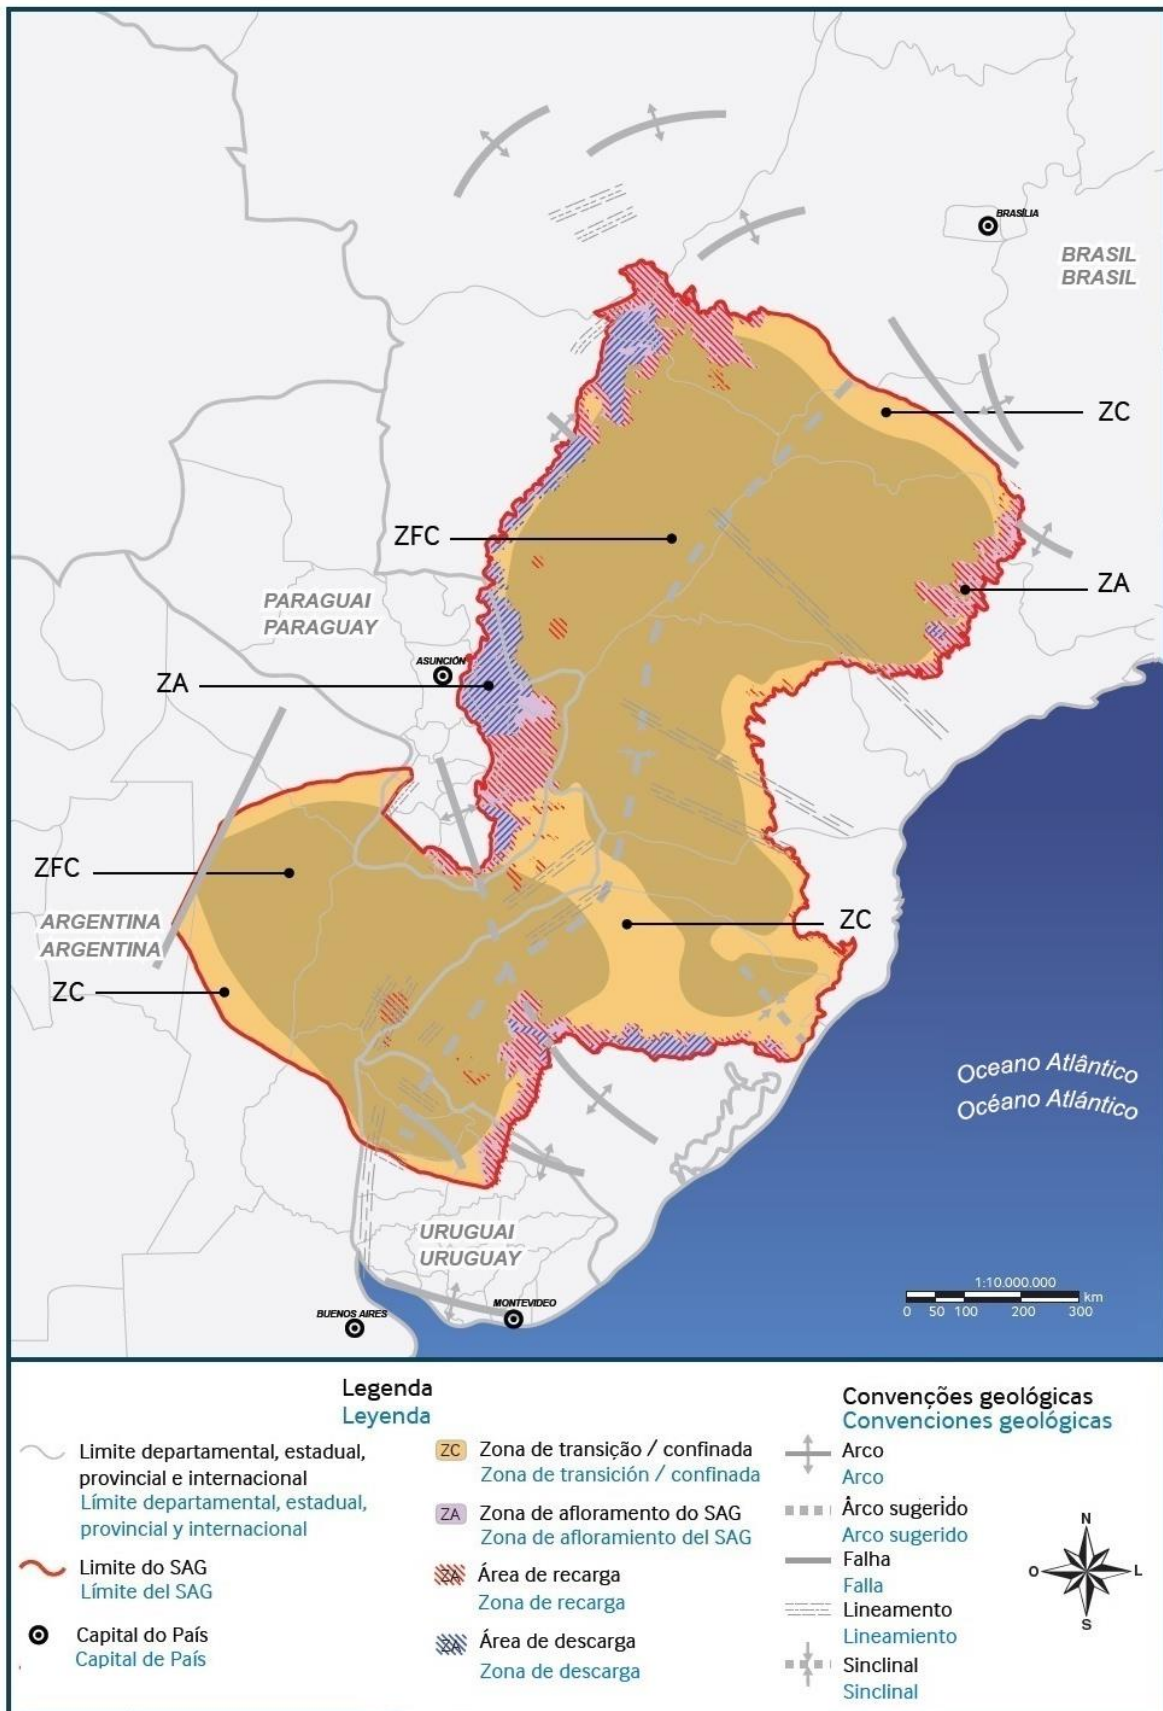 BRASÍLIA
BRASIL
BRASIL
ZC
ZFC
ZA
PARAGUAI
PARAGUAY
ASUNCIÓN
ZA
ZFC
ARGENTINA
ARGENTINA
ZC
ZC
Oceano Atlântico
Océano Atlántico
URUGUAI
URUGUAY
MONTEVIDEO
BUENOS AIRES
1:10.000.000
km
0 50 100 200 300
Legenda
Leyenda
Limite departamental, estadual,
provincial e internacional
Límite departamental, estadual,
provincial y internacional
Limite do SAG
Límite del SAG
Capital do País
Capital de País
ZC Zona de transição / confinada
Zona de transición / confinada
ZA Zona de afloramento do SAG
Zona de afloramiento del SAG
ZA Área de recarga
Zona de recarga
ZA Área de descarga
Zona de descarga
Convenções geológicas
Convenciones geológicas
Arco
Arco
Arco sugerido
Arco sugerido
Falha
Falla
Lineamento
Lineamiento
Sinclinal
Sinclinal
N
O L
S